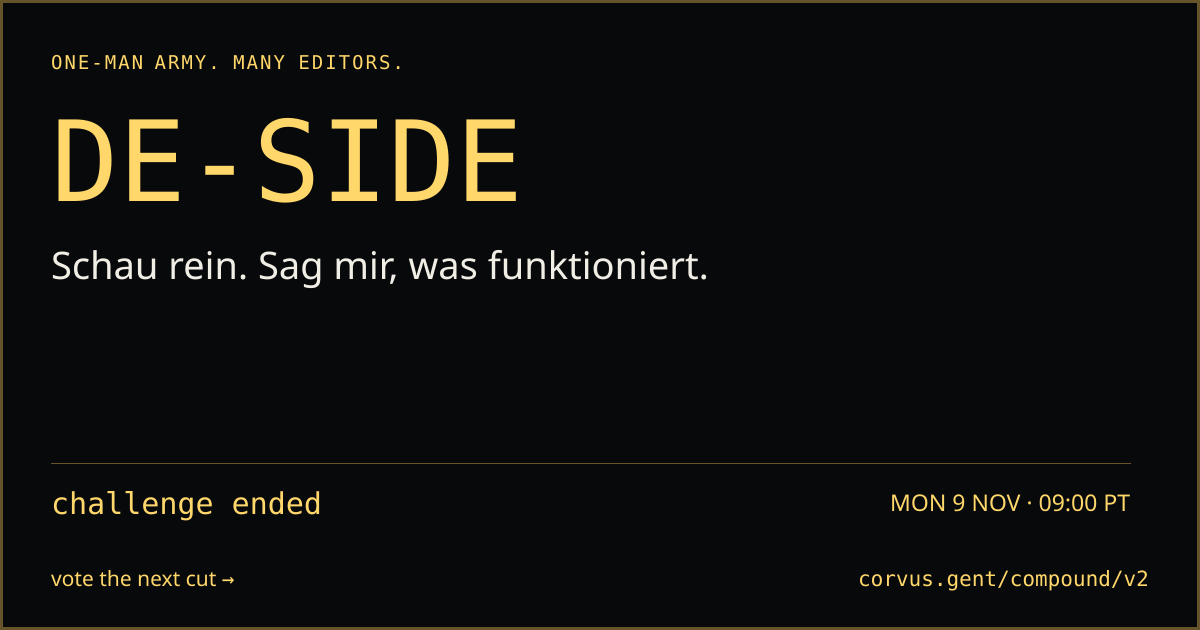 ONE-MAN ARMY. MANY EDITORS.
DE-SIDE
Schau rein. Sag mir, was funktioniert.
challenge ended
MON 9 NOV · 09:00 PT
vote the next cut →
corvus.gent/compound/v2